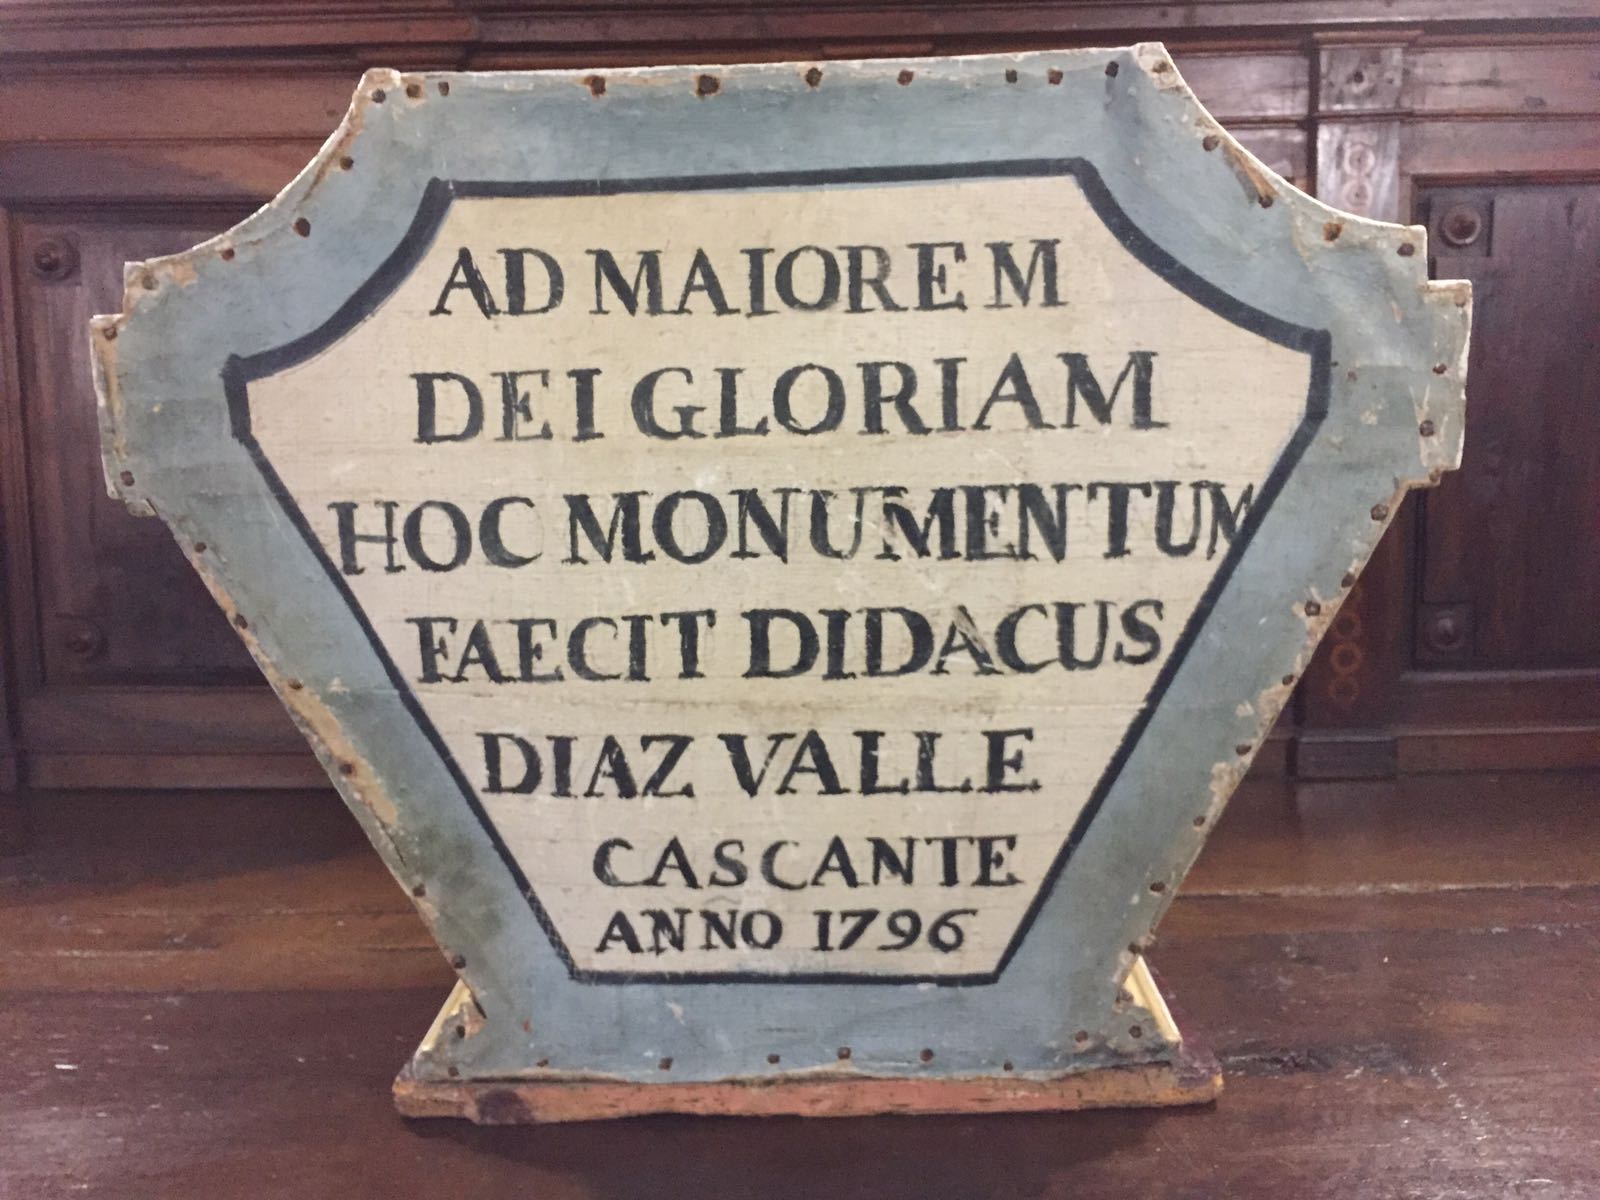 AD MAIOREM
DEI GLORIAM
HOC MONUMENTUM
FAECIT DIDACUS
DIAZ VALLE
CASCANTE
ANNO 1796